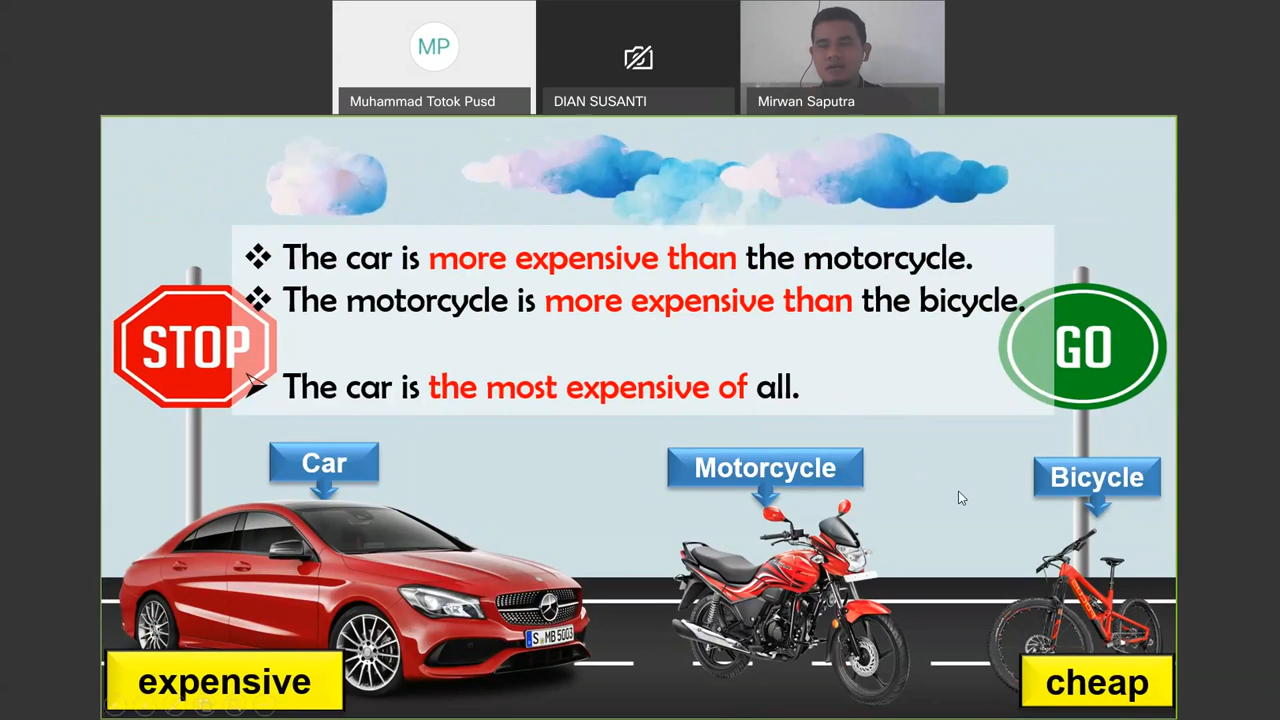 MP
Muhammad Totok Pusd
DIAN SUSANTI
Mirwan Saputra
❖ The car is more expensive than the motorcycle.
❖ The motorcycle is more expensive than the bicycle.
➤ The car is the most expensive of all.
STOP
GO
Car
Motorcycle
Bicycle
S MB 5003
expensive
cheap